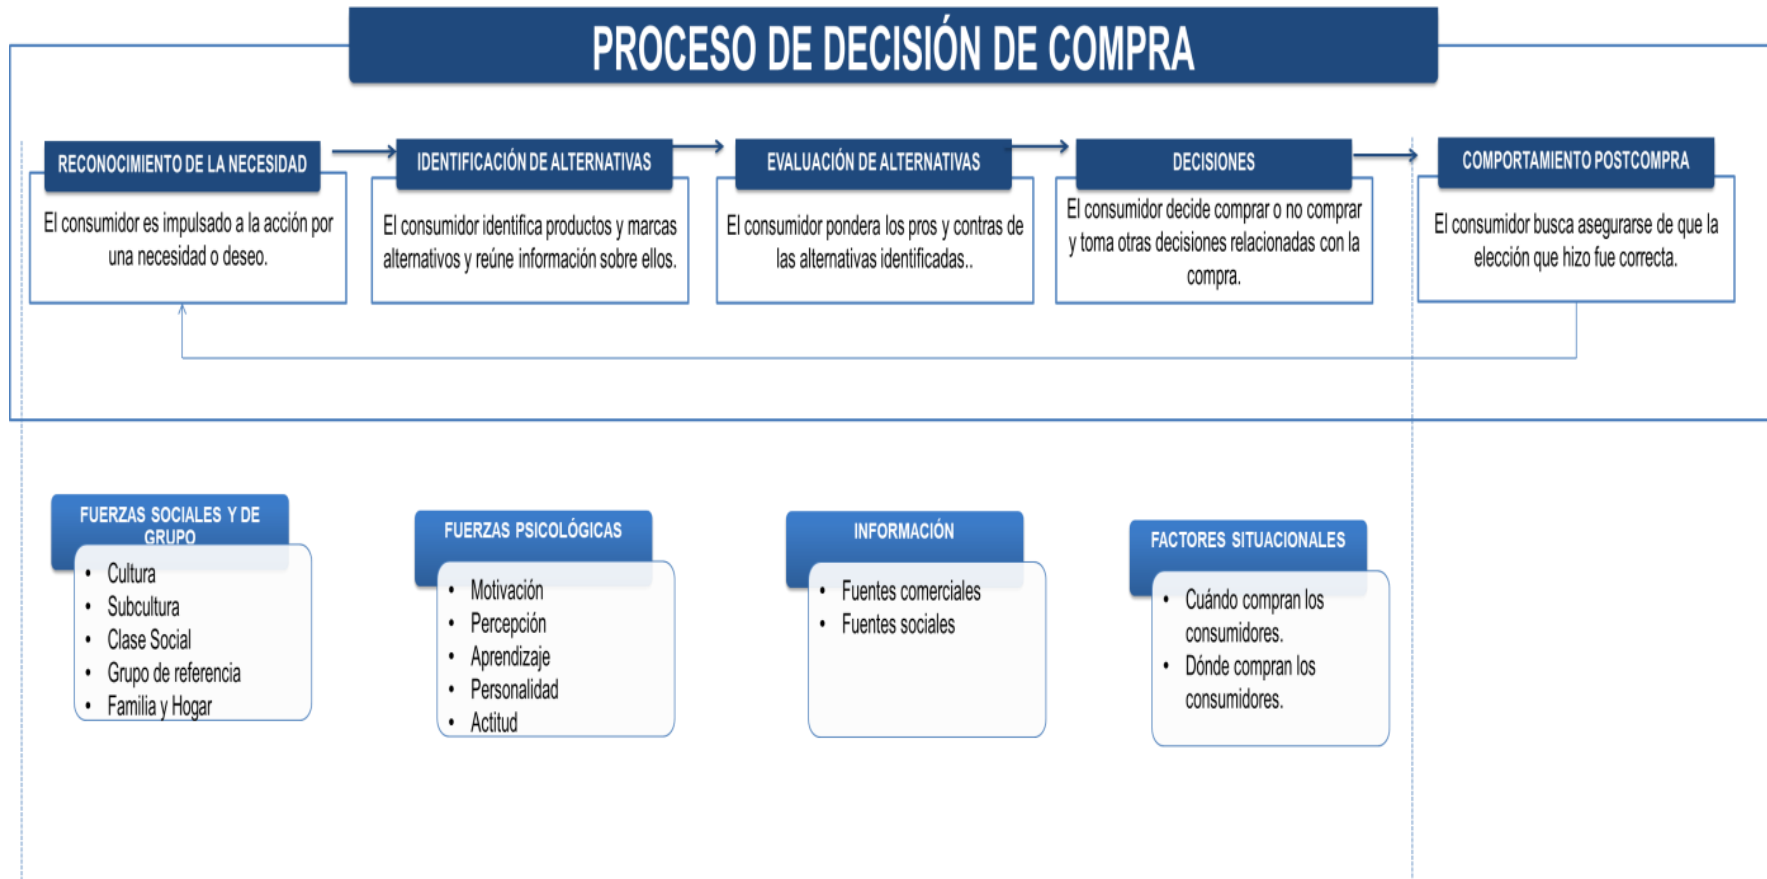 PROCESO DE DECISIÓN DE COMPRA
RECONOCIMIENTO DE LA NECESIDAD
El consumidor es impulsado a la acción por
una necesidad o deseo.
IDENTIFICACIÓN DE ALTERNATIVAS
El consumidor identifica productos y marcas
alternativos y reúne información sobre ellos.
EVALUACIÓN DE ALTERNATIVAS
El consumidor pondera los pros y contras de
las alternativas identificadas..
DECISIONES
El consumidor decide comprar o no comprar
y toma otras decisiones relacionadas con la
compra.
COMPORTAMIENTO POSTCOMPRA
El consumidor busca asegurarse de que la
elección que hizo fue correcta.
FUERZAS SOCIALES Y DE
GRUPO
• Cultura
• Subcultura
• Clase Social
• Grupo de referencia
• Familia y Hogar
FUERZAS PSICOLÓGICAS
• Motivación
• Percepción
• Aprendizaje
• Personalidad
• Actitud
INFORMACIÓN
• Fuentes comerciales
• Fuentes sociales
FACTORES SITUACIONALES
• Cuándo compran los
consumidores.
• Dónde compran los
consumidores.